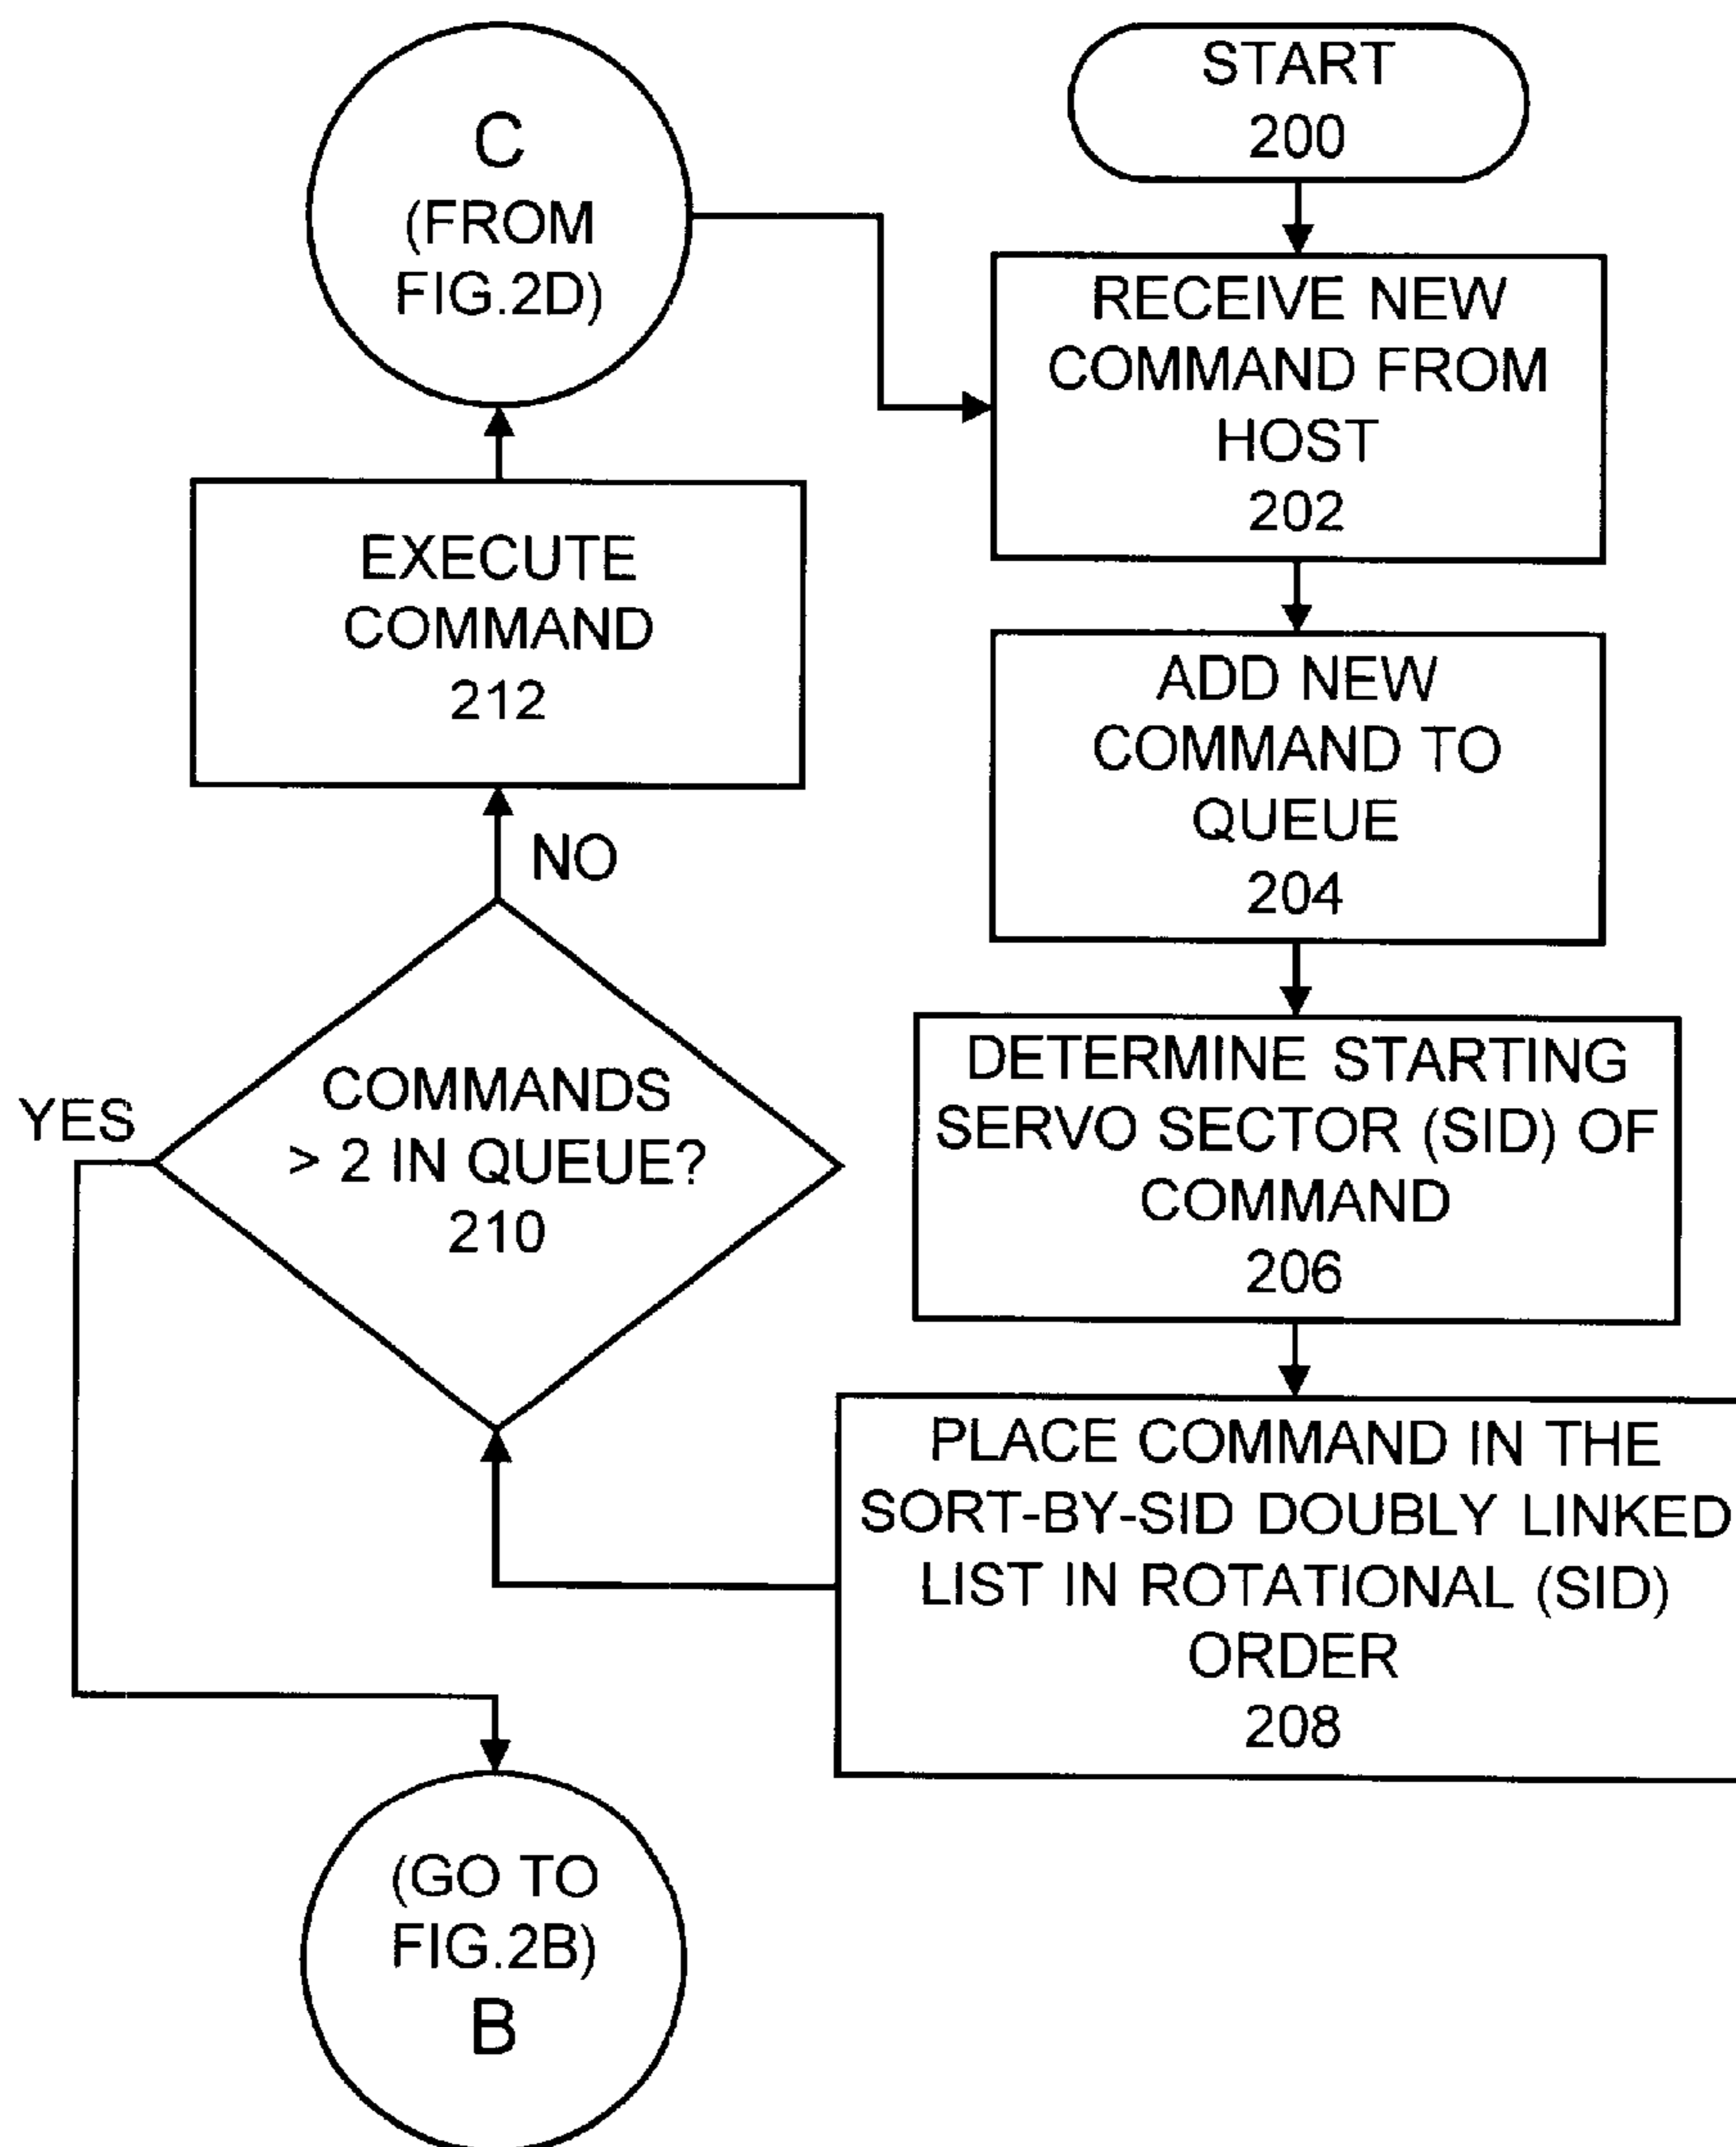 C
(FROM
FIG.2D)
START
200
RECEIVE NEW
COMMAND FROM
HOST
202
EXECUTE
COMMAND
212
ADD NEW
COMMAND TO
QUEUE
204
NO
COMMANDS
> 2 IN QUEUE?
210
YES
DETERMINE STARTING
SERVO SECTOR (SID) OF
COMMAND
206
PLACE COMMAND IN THE
SORT-BY-SID DOUBLY LINKED
LIST IN ROTATIONAL (SID)
ORDER
208
(GO TO
FIG.2B)
B